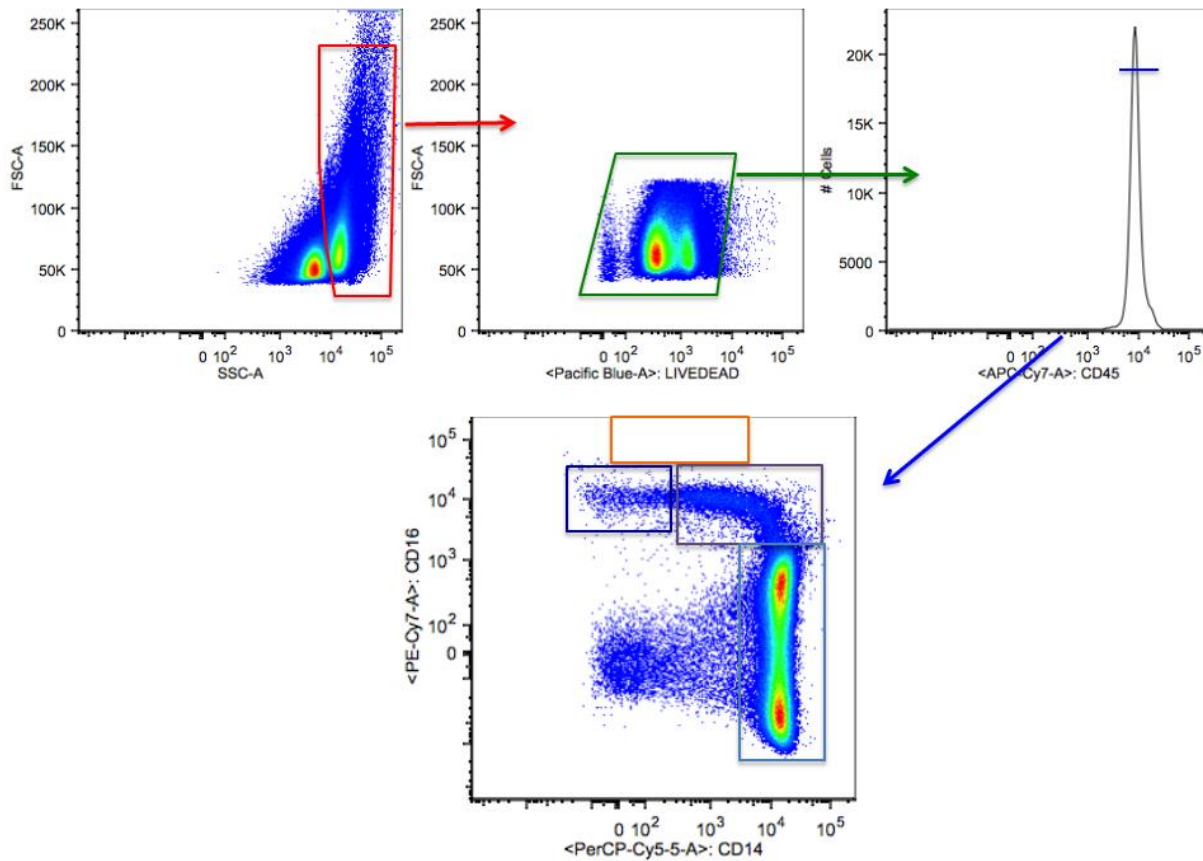 250K
200K
150K
100K
50K
0
FSC-A
0 10² 10³ 10⁴ 10⁵
SSC-A
250K
200K
150K
100K
50K
0
FSC-A
0 10² 10³ 10⁴ 10⁵
<Pacific Blue-A>: LIVEDEAD
20K
15K
10K
5000
0
# Cells
0 10² 10³ 10⁴ 10⁵
<APC-Cy7-A>: CD45
10⁵
10⁴
10³
10²
0
<PE-Cy7-A>: CD16
0 10² 10³ 10⁴ 10⁵
<PerCP-Cy5-5-A>: CD14